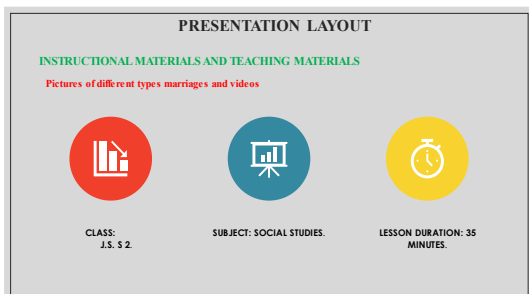 PRESENTATION LAYOUT
INSTRUCTIONAL MATERIALS AND TEACHING MATERIALS
Pictures of different types marriages and videos
CLASS:
J.S. S 2.
SUBJECT: SOCIAL STUDIES.
LESSON DURATION: 35
MINUTES.